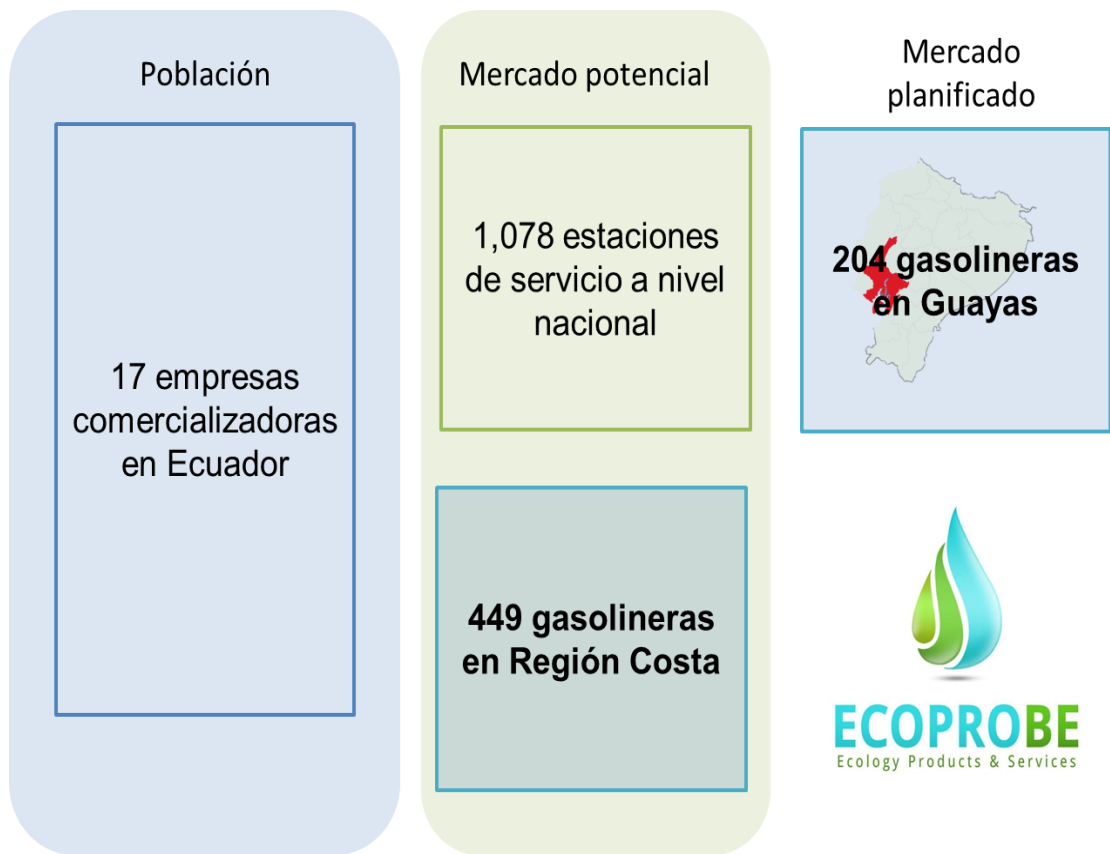 Población
17 empresas
comercializadoras
en Ecuador
Mercado potencial
1,078 estaciones
de servicio a nivel
nacional
449 gasolineras
en Región Costa
Mercado
planificado
204 gasolineras
en Guayas
ECOPROBE
Ecology Products & Services